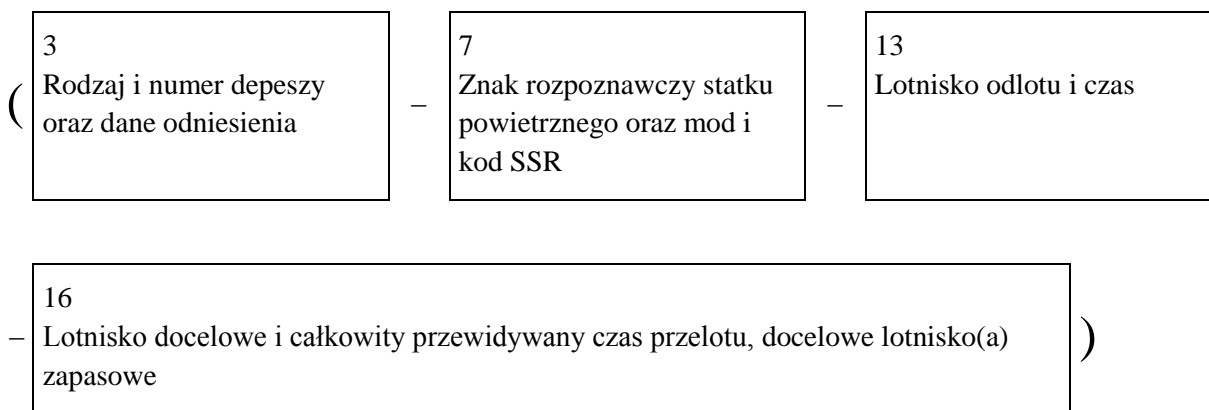 (
3
Rodzaj i numer depeszy
oraz dane odniesienia
–
7
Znak rozpoznawczy statku
powietrznego oraz mod i
kod SSR
–
13
Lotnisko odlotu i czas
–
16
Lotnisko docelowe i całkowity przewidywany czas przelotu, docelowe lotnisko(a)
zapasowe
)